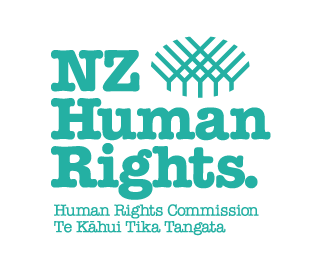 NZ
Human
Rights.
Human Rights Commission
Te Kāhui Tika Tangata